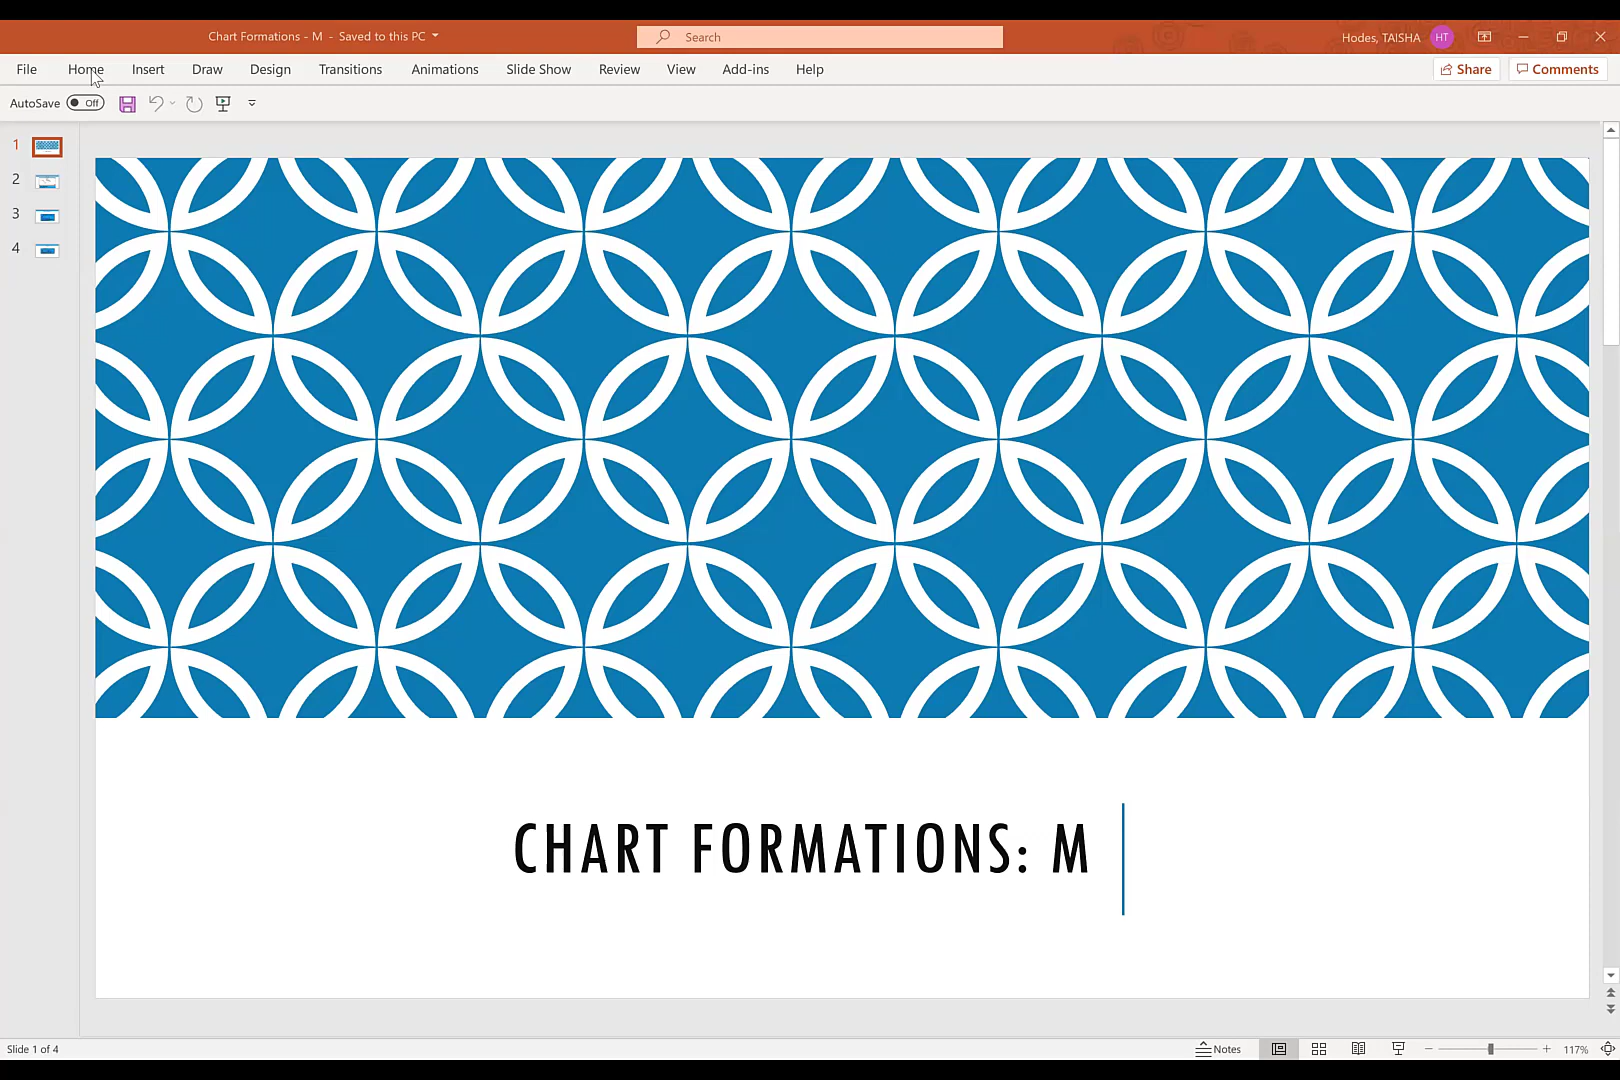 Chart Formations - M - Saved to this PC
Search
Hodes, TAISHA HT
File Home Insert Draw Design Transitions Animations Slide Show Review View Add-ins Help Share Comments
AutoSave Off
1
2
3
4
CHART FORMATIONS: M
Slide 1 of 4 Notes 117%